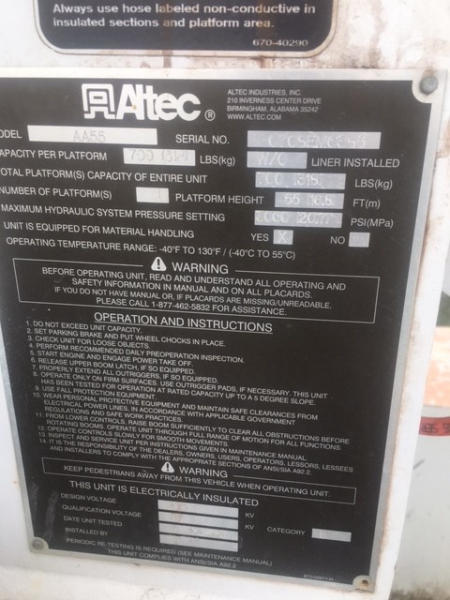 Always use hose labeled non-conductive in
insulated sections and platform area.
670-40290
Altec ®
ALTEC INDUSTRIES, INC.
210 INVERNESS CENTER DRIVE
BIRMINGHAM, ALABAMA 35242
WWW.ALTEC.COM
ODEL AA55 SERIAL NO.
APACITY PER PLATFORM 700 LBS(kg) W/O LINER INSTALLED
TOTAL PLATFORM(S) CAPACITY OF ENTIRE UNIT LBS(kg)
NUMBER OF PLATFORM(S) PLATFORM HEIGHT 55 16.8 FT(m)
MAXIMUM HYDRAULIC SYSTEM PRESSURE SETTING PSI(MPa)
UNIT IS EQUIPPED FOR MATERIAL HANDLING YES X NO
OPERATING TEMPERATURE RANGE: -40°F TO 130°F / (-40°C TO 55°C)
WARNING
BEFORE OPERATING UNIT, READ AND UNDERSTAND ALL OPERATING AND
SAFETY INFORMATION IN MANUAL AND ON ALL PLACARDS.
IF YOU DO NOT HAVE MANUAL, OR IF PLACARDS ARE MISSING/UNREADABLE,
PLEASE CALL 1-877-462-5832 FOR ASSISTANCE.
OPERATION AND INSTRUCTIONS
1. DO NOT EXCEED UNIT CAPACITY.
2. SET PARKING BRAKE AND PUT WHEEL CHOCKS IN PLACE.
3. CHECK UNIT FOR LOOSE OBJECTS.
4. PERFORM RECOMMENDED DAILY PREOPERATION INSPECTION.
5. START ENGINE AND ENGAGE POWER TAKE OFF.
6. RELEASE UPPER BOOM LATCH, IF SO EQUIPPED.
7. PROPERLY EXTEND ALL OUTRIGGERS, IF SO EQUIPPED.
8. OPERATE ONLY ON FIRM SURFACES. USE OUTRIGGER PADS, IF NECESSARY. THIS UNIT
HAS BEEN TESTED FOR OPERATION AT RATED CAPACITY UP TO A 5 DEGREE SLOPE.
9. USE FALL PROTECTION EQUIPMENT.
10. WEAR PERSONAL PROTECTIVE EQUIPMENT AND MAINTAIN SAFE CLEARANCES FROM
ELECTRICAL POWER LINES, IN ACCORDANCE WITH APPLICABLE GOVERNMENT
REGULATIONS AND SAFE WORK PRACTICES.
11. FROM LOWER CONTROLS, RAISE BOOM SUFFICIENTLY TO CLEAR ALL OBSTRUCTIONS BEFORE
ROTATING BOOMS. OPERATE UNIT THROUGH FULL RANGE OF MOTION FOR ALL FUNCTIONS.
12. OPERATE CONTROLS SLOWLY FOR SMOOTH MOVEMENTS.
13. INSPECT AND SERVICE UNIT PER INSTRUCTIONS GIVEN IN MAINTENANCE MANUAL.
14. IT IS THE RESPONSIBILITY OF THE DEALERS, OWNERS, USERS, OPERATORS, LESSORS, LESSEES
AND INSTALLERS TO COMPLY WITH THE APPROPRIATE SECTIONS OF ANSI/SIA A92.2.
WARNING
KEEP PEDESTRIANS AWAY FROM VEHICLE WHEN OPERATING UNIT.
THIS UNIT IS ELECTRICALLY INSULATED
DESIGN VOLTAGE KV
QUALIFICATION VOLTAGE KV
DATE UNIT TESTED CATEGORY
INSTALLED BY
PERIODIC RE-TESTING IS REQUIRED (SEE MAINTENANCE MANUAL)
THIS UNIT COMPLIES WITH ANSI/SIA A92.2